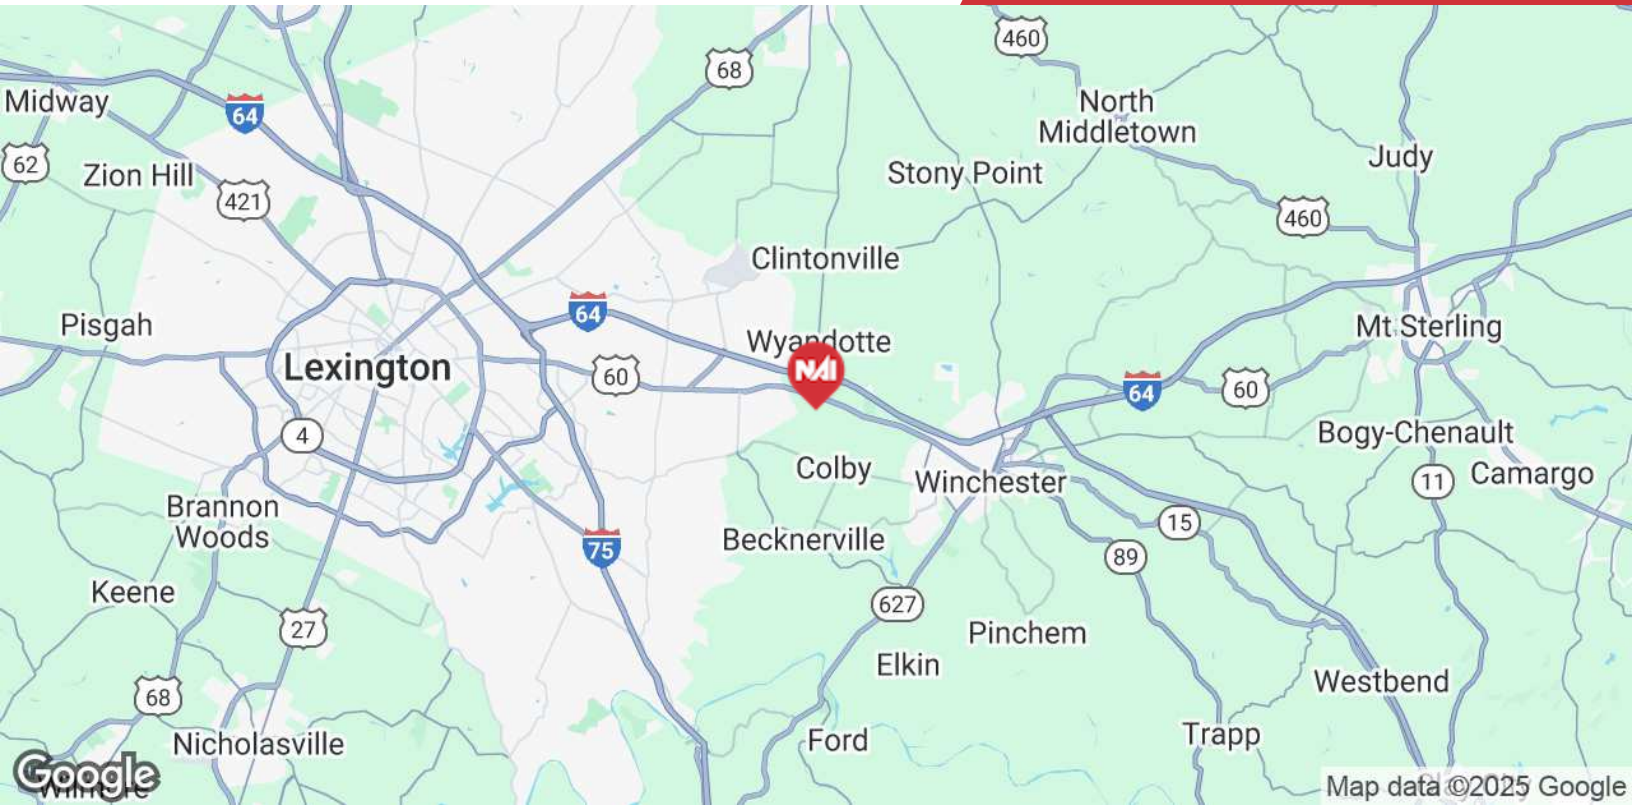 460
68
North
Middletown
Midway
64
Judy
62
Zion Hill
Stony Point
421
460
Clintonville
64
Pisgah
Mt Sterling
Wyandotte
Lexington
NAI
60
64
60
4
Bogy-Chenault
Colby
Camargo
Winchester
11
Brannon
Woods
15
Becknerville
75
89
Keene
627
27
Pinchem
Elkin
Westbend
68
Trapp
Nicholasville
Ford
Google
Map data ©2025 Google